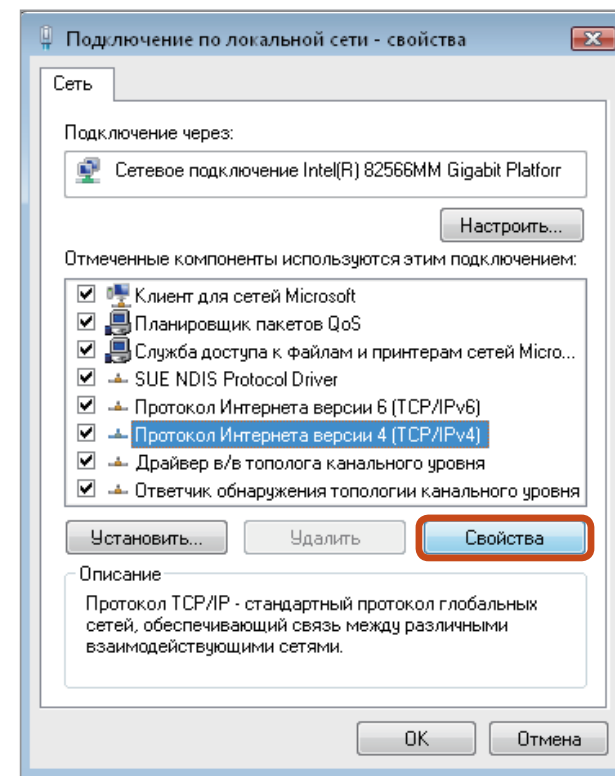 Подключение по локальной сети - свойства
Сеть
Подключение через:
Сетевое подключение Intel(R) 82566MM Gigabit Platforr
Настроить...
Отмеченные компоненты используются этим подключением:
Клиент для сетей Microsoft
Планировщик пакетов QoS
Служба доступа к файлам и принтерам сетей Micro...
SUE NDIS Protocol Driver
Протокол Интернета версии 6 (TCP/IPv6)
Протокол Интернета версии 4 (TCP/IPv4)
Драйвер в/в тополога канального уровня
Ответчик обнаружения топологии канального уровня
Установить...
Удалить
Свойства
Описание
Протокол TCP/IP - стандартный протокол глобальных
сетей, обеспечивающий связь между различными
взаимодействующими сетями.
OK
Отмена